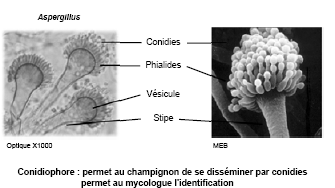 Aspergillus
Conidies
Phialides
Vésicule
Stipe
Optique X1000
MEB
Conidiophore : permet au champignon de se disséminer par conidies
permet au mycologue l'identification